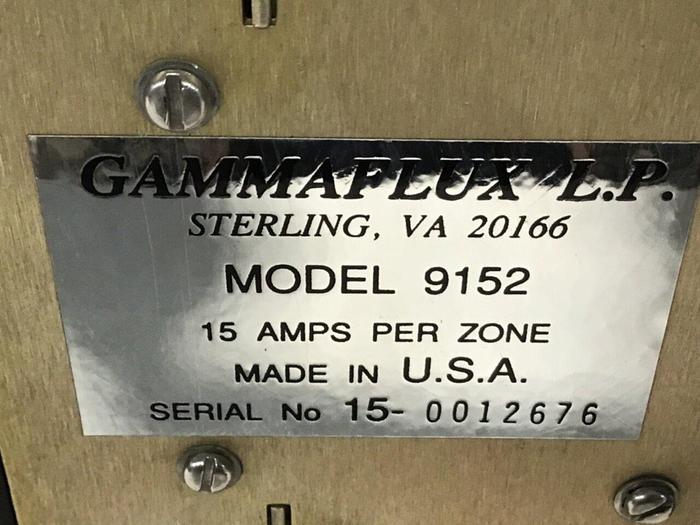 GAMMAFLUX L.P.
STERLING, VA 20166
MODEL 9152
15 AMPS PER ZONE
MADE IN U.S.A.
SERIAL No 15- 0012676